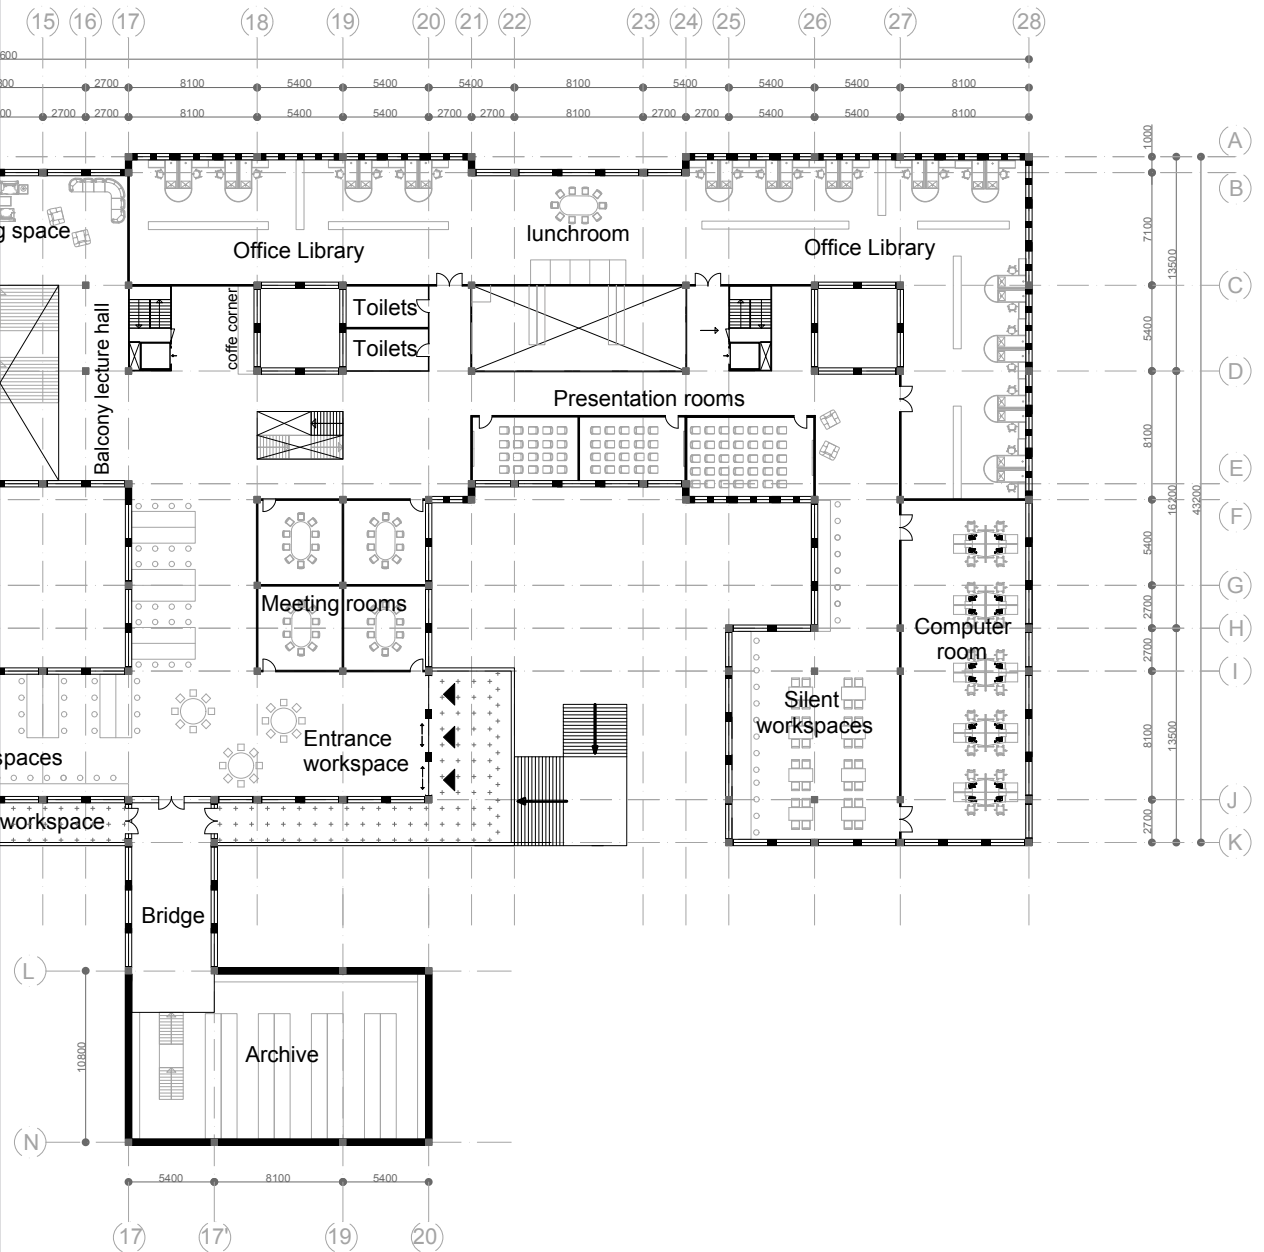 15 16 17 18 19 20 21 22 23 24 25 26 27 28
2700 8100 5400 5400 5400 8100 5400 5400 5400 8100
2700 2700 8100 5400 5400 2700 2700 8100 2700 2700 5400 5400 8100
A
1000
B
g space
Office Library
lunchroom
Office Library
7100
13500
C
Toilets
Toilets
coffe corner
Balcony lecture hall
5400
D
Presentation rooms
8100
E
16200
43200
F
5400
G
Meeting rooms
2700
H
Computer
room
2700
I
Silent
workspaces
Entrance
workspace
spaces
8100
13500
J
workspace
2700
K
Bridge
L
Archive
10800
N
5400 8100 5400
17 17' 19 20